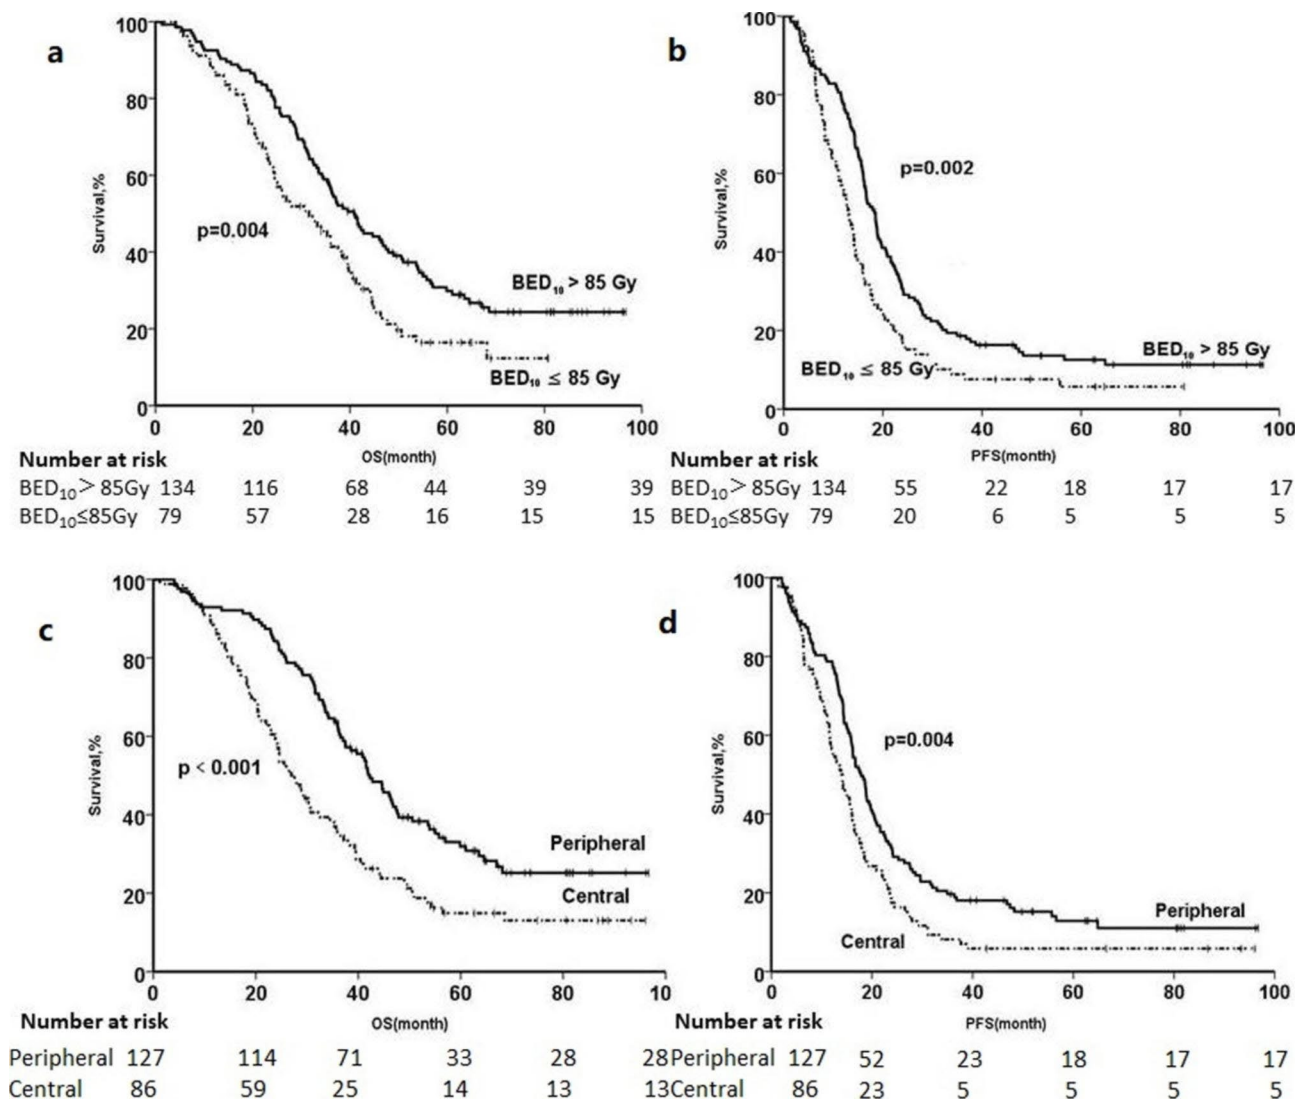 a
100
80
60
40
20
0
Survival,%
p=0.004
BED₁₀ > 85 Gy
BED₁₀ ≤ 85 Gy
0 20 40 60 80 100
OS(month)
Number at risk
BED₁₀＞85Gy 134 116 68 44 39 39
BED₁₀≤85Gy 79 57 28 16 15 15
b
100
80
60
40
20
0
Survival,%
p=0.002
BED₁₀ > 85 Gy
BED₁₀ ≤ 85 Gy
0 20 40 60 80 100
PFS(month)
Number at risk
BED₁₀＞85Gy 134 55 22 18 17 17
BED₁₀≤85Gy 79 20 6 5 5 5
c
100
80
60
40
20
0
Survival,%
p < 0.001
Peripheral
Central
0 20 40 60 80 10
OS(month)
Number at risk
Peripheral 127 114 71 33 28 28
Central 86 59 25 14 13 13
d
100
80
60
40
20
0
Survival,%
p=0.004
Peripheral
Central
0 20 40 60 80 100
PFS(month)
Number at risk
Peripheral 127 52 23 18 17 17
Central 86 23 5 5 5 5